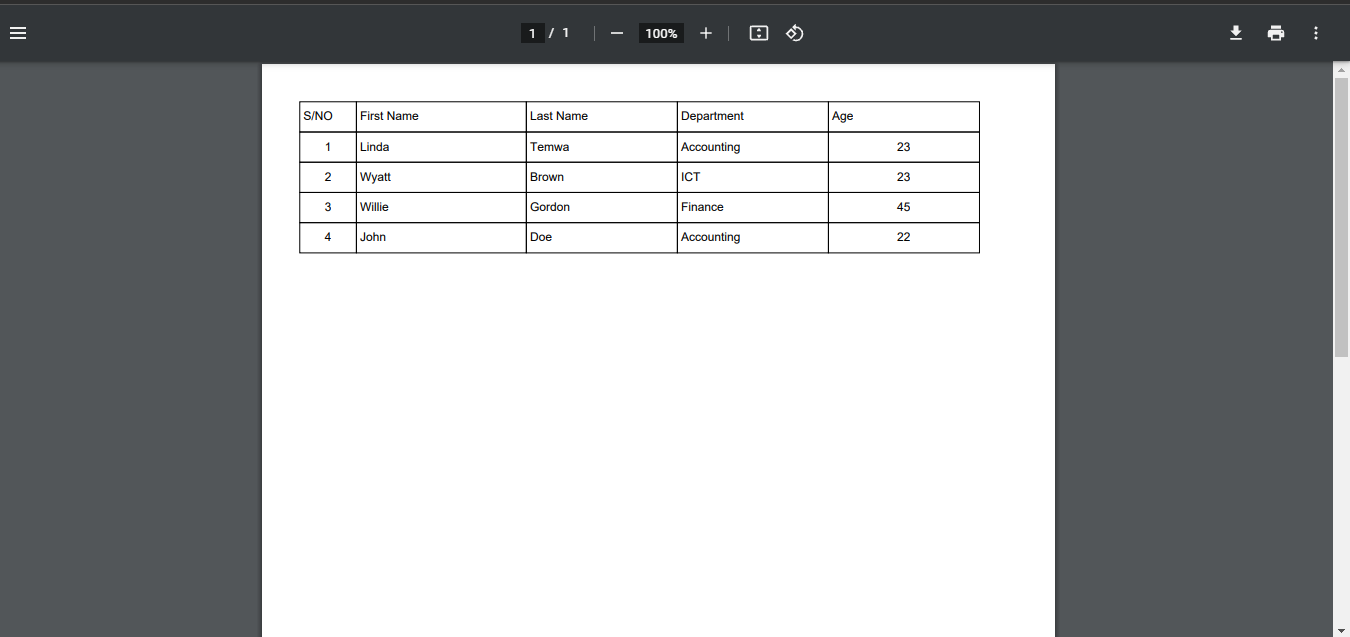 1 / 1 100%
S/NO First Name Last Name Department Age
1 Linda Temwa Accounting 23
2 Wyatt Brown ICT 23
3 Willie Gordon Finance 45
4 John Doe Accounting 22